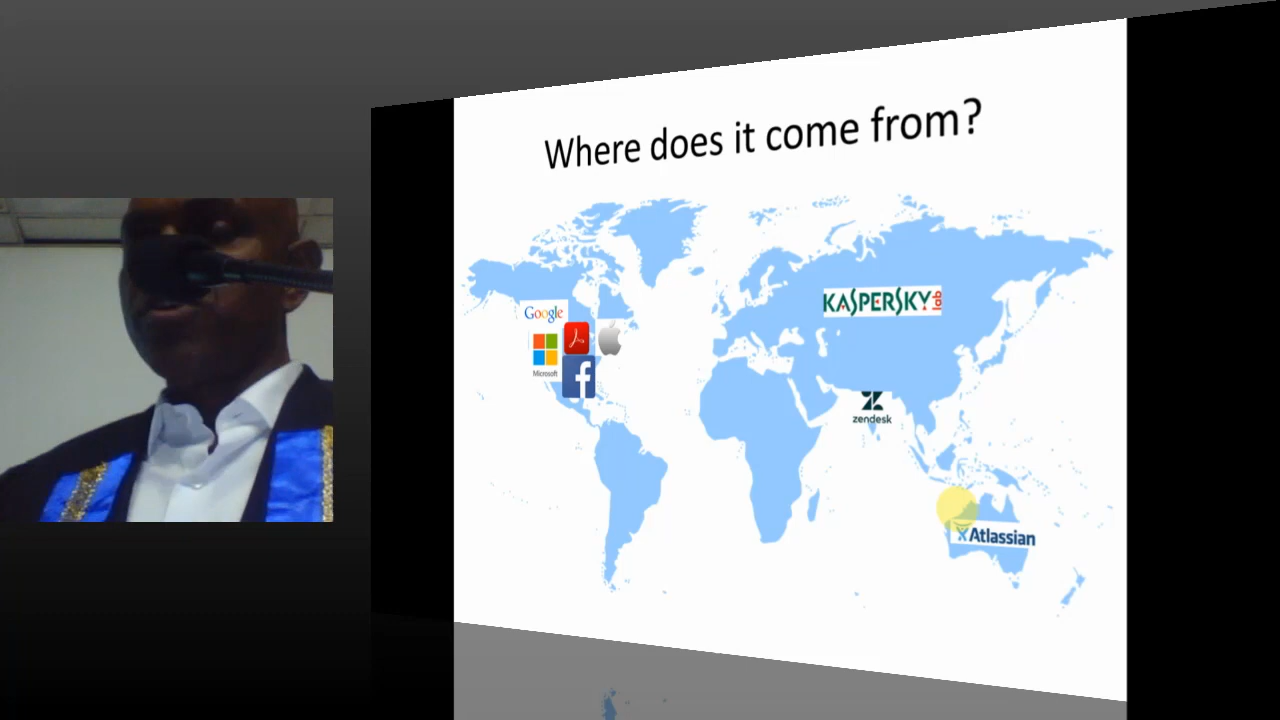 Where does it come from?
Google
Microsoft
KASPERSKY lab
zendesk
Atlassian